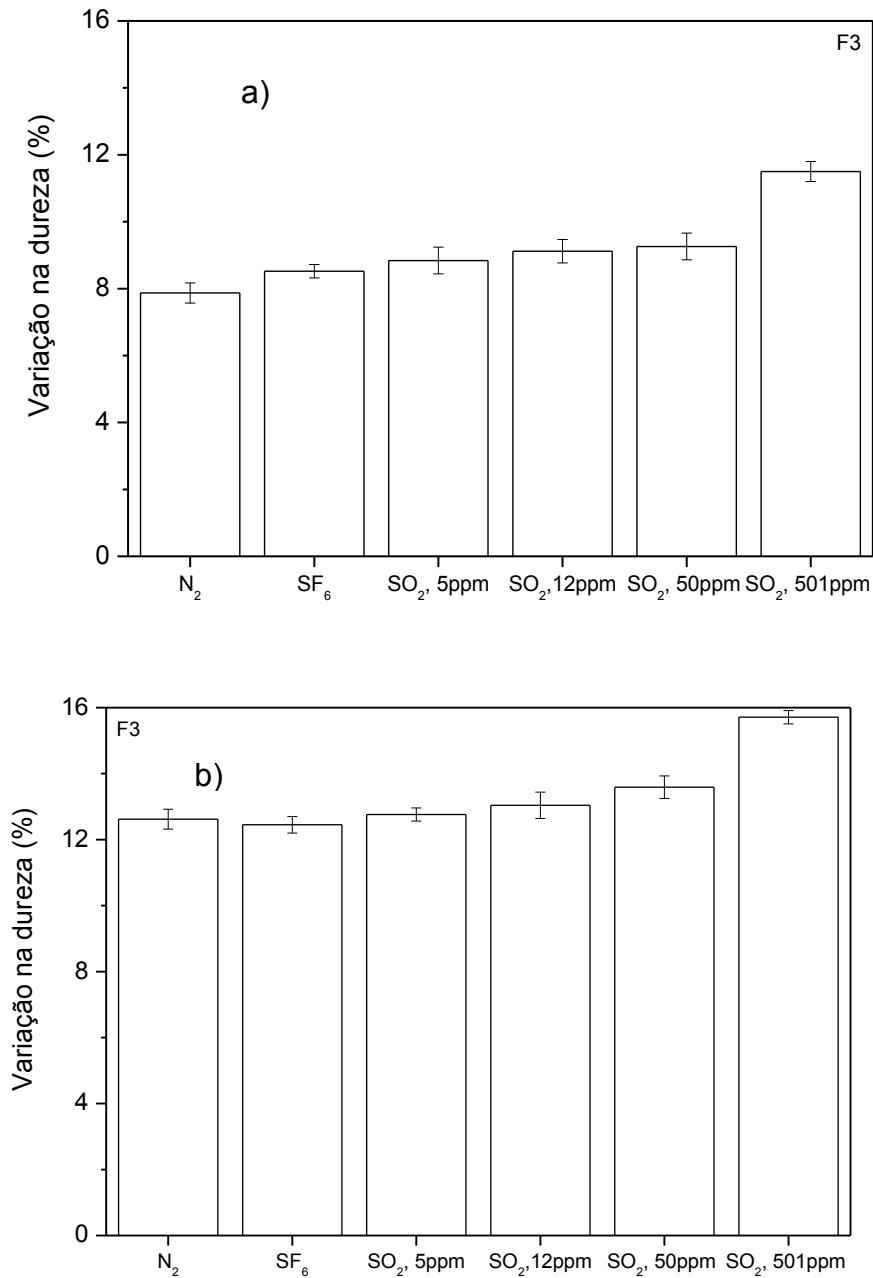 16
F3
a)
12
8
4
0
Variação na dureza (%)
N₂ SF₆ SO₂, 5ppm SO₂,12ppm SO₂, 50ppm SO₂, 501ppm
16
F3
b)
12
8
4
0
Variação na dureza (%)
N₂ SF₆ SO₂, 5ppm SO₂,12ppm SO₂, 50ppm SO₂, 501ppm